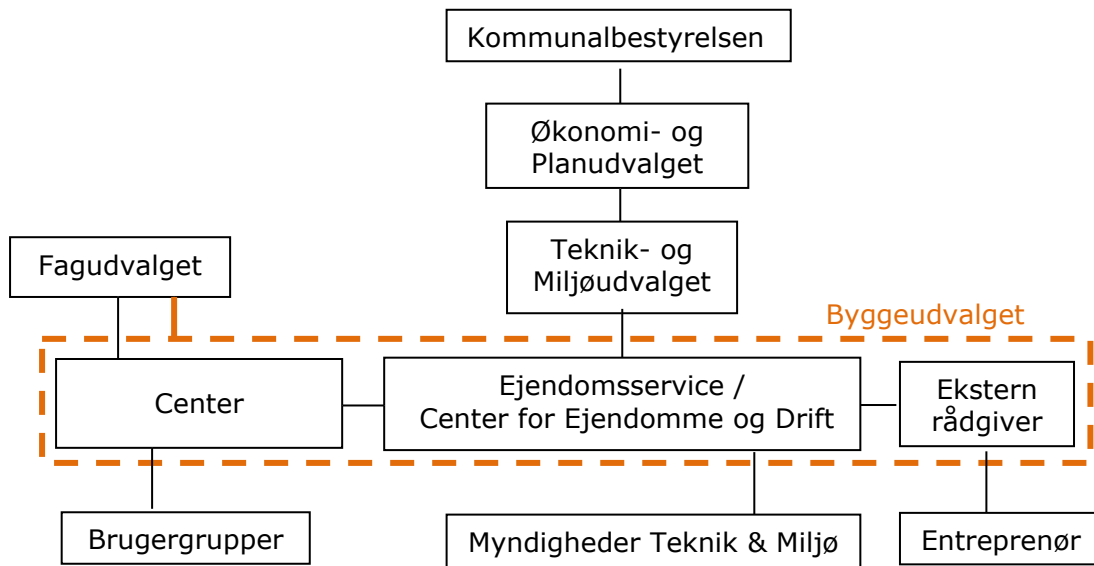 Kommunalbestyrelsen
Økonomi- og
Planudvalget
Teknik- og
Miljøudvalget
Fagudvalget
Byggeudvalget
Center
Ejendomsservice /
Center for Ejendomme og Drift
Ekstern
rådgiver
Brugergrupper
Myndigheder Teknik & Miljø
Entreprenør